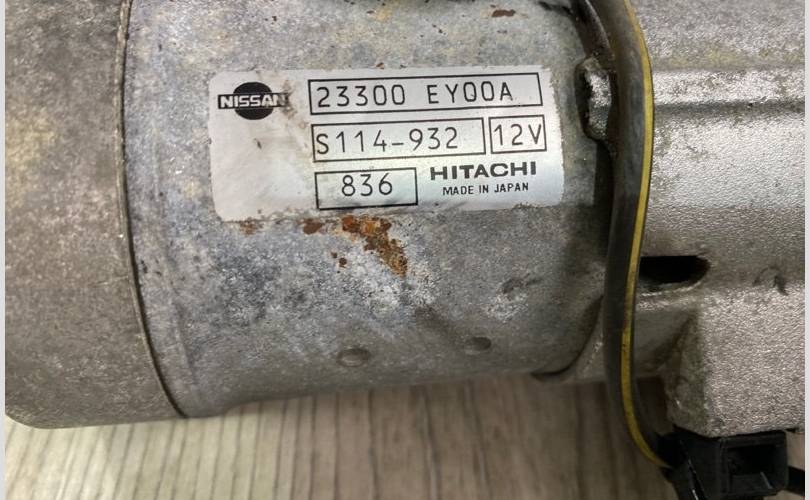 NISSAN
23300 EY00A
S114-932 12V
836 HITACHI
MADE IN JAPAN